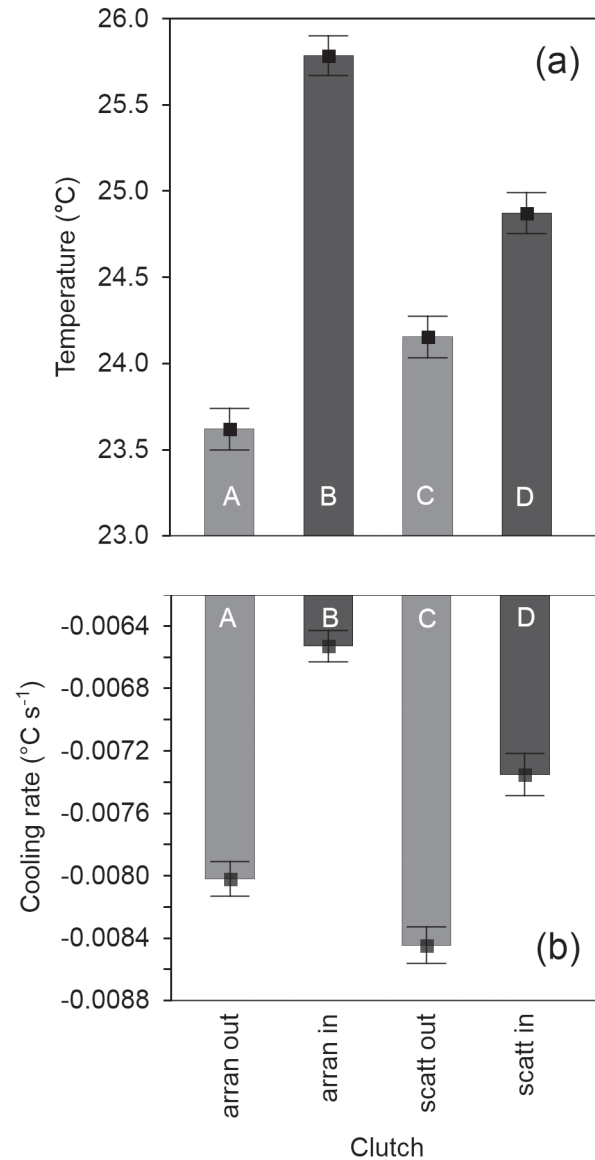 26.0
25.5
25.0
24.5
24.0
23.5
23.0
Temperature (°C)
(a)
A
B
C
D
-0.0064
-0.0068
-0.0072
-0.0076
-0.0080
-0.0084
-0.0088
Cooling rate (°C s⁻¹)
A
B
C
D
(b)
arran out
arran in
scatt out
scatt in
Clutch